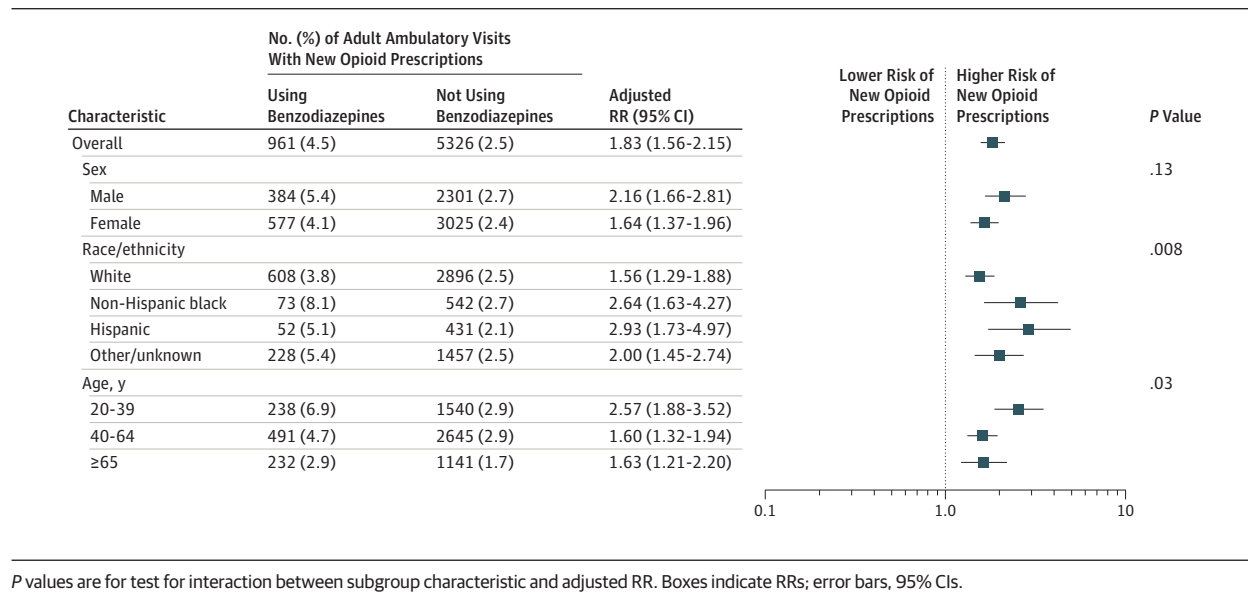 No. (%) of Adult Ambulatory Visits
With New Opioid Prescriptions
Lower Risk of
New Opioid
Prescriptions
Higher Risk of
New Opioid
Prescriptions
Characteristic
Using
Benzodiazepines
Not Using
Benzodiazepines
Adjusted
RR (95% CI)
P Value
Overall 961 (4.5) 5326 (2.5) 1.83 (1.56-2.15)
Sex .13
Male 384 (5.4) 2301 (2.7) 2.16 (1.66-2.81)
Female 577 (4.1) 3025 (2.4) 1.64 (1.37-1.96)
Race/ethnicity .008
White 608 (3.8) 2896 (2.5) 1.56 (1.29-1.88)
Non-Hispanic black 73 (8.1) 542 (2.7) 2.64 (1.63-4.27)
Hispanic 52 (5.1) 431 (2.1) 2.93 (1.73-4.97)
Other/unknown 228 (5.4) 1457 (2.5) 2.00 (1.45-2.74)
Age, y .03
20-39 238 (6.9) 1540 (2.9) 2.57 (1.88-3.52)
40-64 491 (4.7) 2645 (2.9) 1.60 (1.32-1.94)
≥65 232 (2.9) 1141 (1.7) 1.63 (1.21-2.20)
0.1 1.0 10
P values are for test for interaction between subgroup characteristic and adjusted RR. Boxes indicate RRs; error bars, 95% CIs.